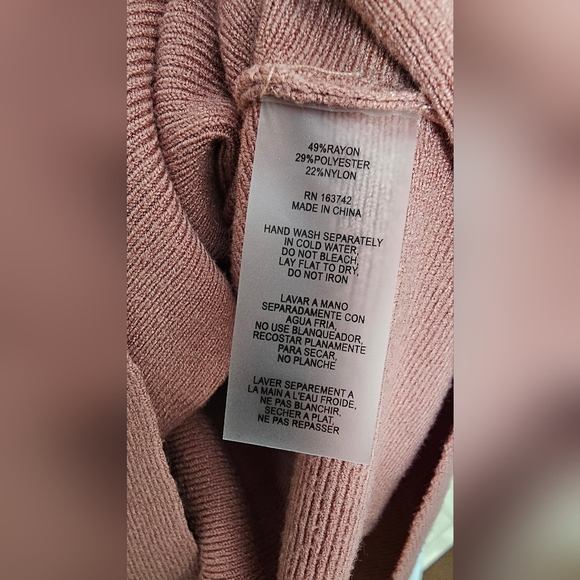 49%RAYON
29%POLYESTER
22%NYLON
RN 163742
MADE IN CHINA
HAND WASH SEPARATELY
IN COLD WATER,
DO NOT BLEACH,
LAY FLAT TO DRY,
DO NOT IRON
LAVAR A MANO
SEPARADAMENTE CON
AGUA FRIA,
NO USE BLANQUEADOR,
RECOSTAR PLANAMENTE
PARA SECAR,
NO PLANCHE
LAVER SEPAREMENT A
LA MAIN A L'EAU FROIDE,
NE PAS BLANCHIR,
SECHER A PLAT,
NE PAS REPASSER